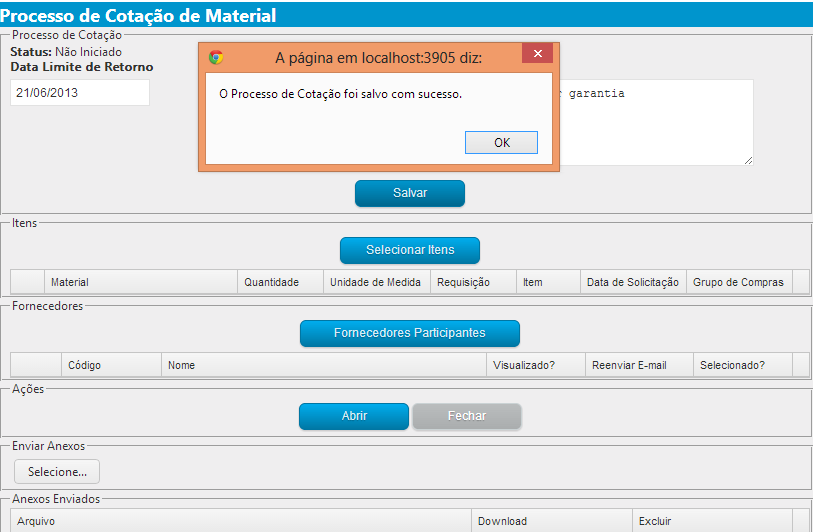 Processo de Cotação de Material
Processo de Cotação
Status: Não Iniciado
Data Limite de Retorno
21/06/2013
A página em localhost:3905 diz:
O Processo de Cotação foi salvo com sucesso.
OK
garantia
Salvar
Itens
Selecionar Itens
Material Quantidade Unidade de Medida Requisição Item Data de Solicitação Grupo de Compras
Fornecedores
Fornecedores Participantes
Código Nome Visualizado? Reenviar E-mail Selecionado?
Ações
Abrir Fechar
Enviar Anexos
Selecione...
Anexos Enviados
Arquivo Download Excluir